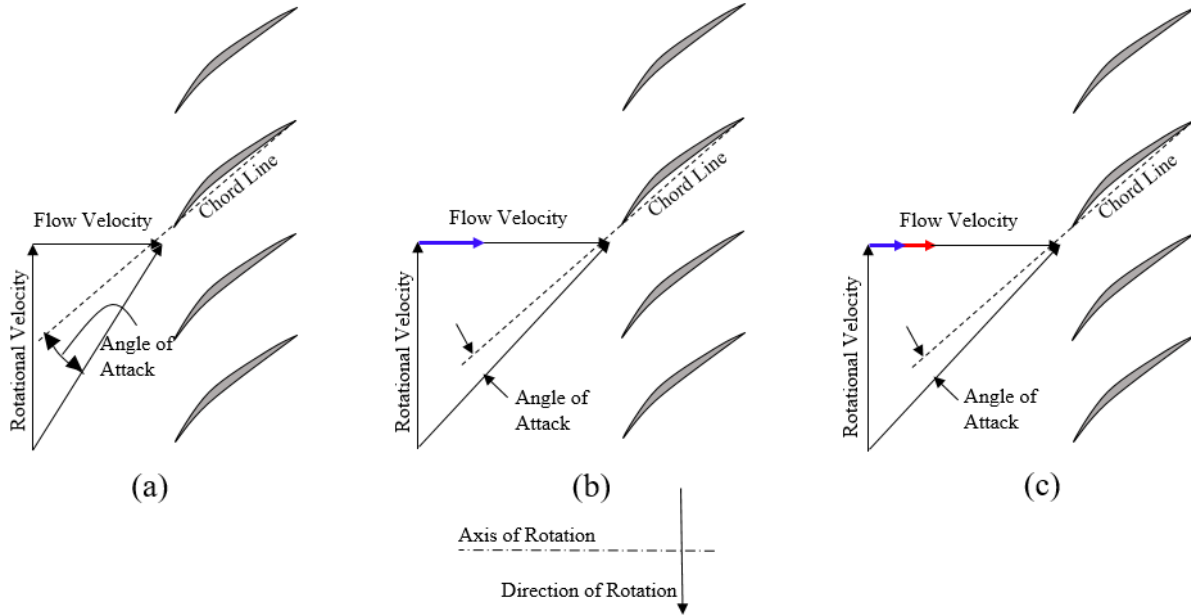 Flow Velocity
Rotational Velocity
Chord Line
Angle of
Attack
(a)
Flow Velocity
Rotational Velocity
Chord Line
Angle of
Attack
(b)
Flow Velocity
Rotational Velocity
Chord Line
Angle of
Attack
(c)
Axis of Rotation
Direction of Rotation